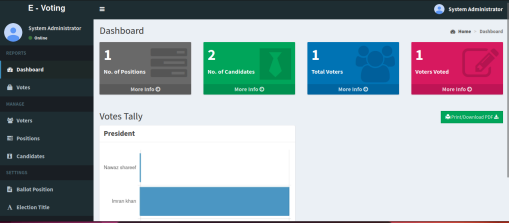 E - Voting
System Administrator
System Administrator
Online
Dashboard
Home > Dashboard
REPORTS
Dashboard
Votes
MANAGE
Voters
Positions
Candidates
SETTINGS
Ballot Position
Election Title
1
No. of Positions
More Info
2
No. of Candidates
More Info
1
Total Voters
More Info
1
Voters Voted
More Info
Votes Tally
Print/Download PDF
President
Nawaz shareef
Imran khan